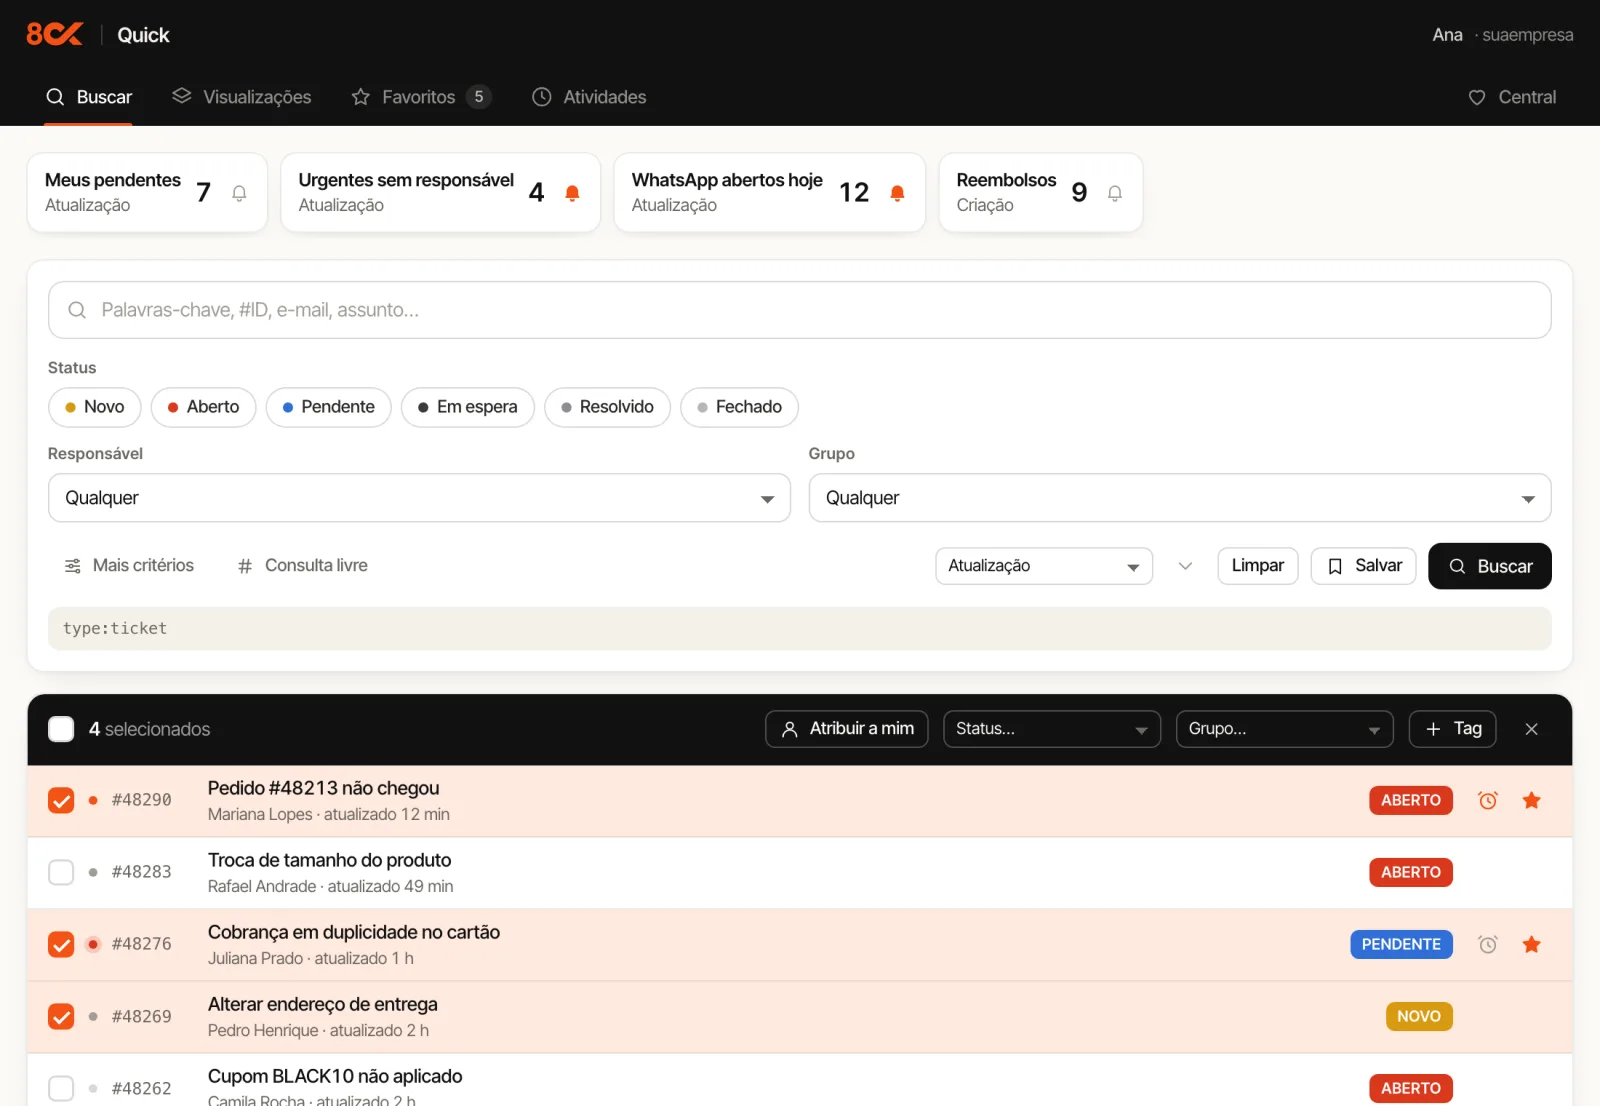 8CX Quick
Ana · suaempresa
Buscar Visualizações Favoritos 5 Atividades Central
Meus pendentes 7
Atualização
Urgentes sem responsável 4
Atualização
WhatsApp abertos hoje 12
Atualização
Reembolsos 9
Criação
Palavras-chave, #ID, e-mail, assunto...
Status
Novo Aberto Pendente Em espera Resolvido Fechado
Responsável Grupo
Qualquer Qualquer
Mais critérios # Consulta livre Atualização Limpar Salvar Buscar
type:ticket
4 selecionados Atribuir a mim Status... Grupo... + Tag
#48290 Pedido #48213 não chegou ABERTO
Mariana Lopes · atualizado 12 min
#48283 Troca de tamanho do produto ABERTO
Rafael Andrade · atualizado 49 min
#48276 Cobrança em duplicidade no cartão PENDENTE
Juliana Prado · atualizado 1 h
#48269 Alterar endereço de entrega NOVO
Pedro Henrique · atualizado 2 h
#48262 Cupom BLACK10 não aplicado ABERTO
Camila Rocha · atualizado 2 h